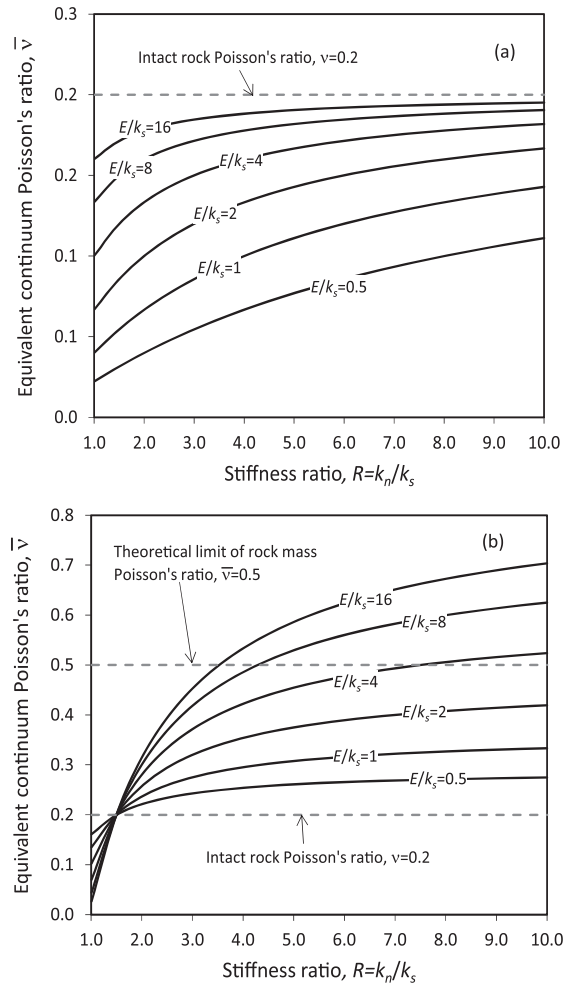 0.3
(a)
Intact rock Poisson's ratio, ν=0.2
0.2
E/ks=16
E/ks=8
E/ks=4
0.2
E/ks=2
0.1
E/ks=1
E/ks=0.5
0.1
0.0
Equivalent continuum Poisson's ratio, ν̅
1.0 2.0 3.0 4.0 5.0 6.0 7.0 8.0 9.0 10.0
Stiffness ratio, R=kn/ks
0.8
(b)
Theoretical limit of rock mass
Poisson's ratio, ν̅=0.5
0.7
E/ks=16
0.6
E/ks=8
0.5
E/ks=4
0.4
E/ks=2
E/ks=1
0.3
E/ks=0.5
0.2
Intact rock Poisson's ratio, ν=0.2
0.1
0.0
Equivalent continuum Poisson's ratio, ν̅
1.0 2.0 3.0 4.0 5.0 6.0 7.0 8.0 9.0 10.0
Stiffness ratio, R=kn/ks